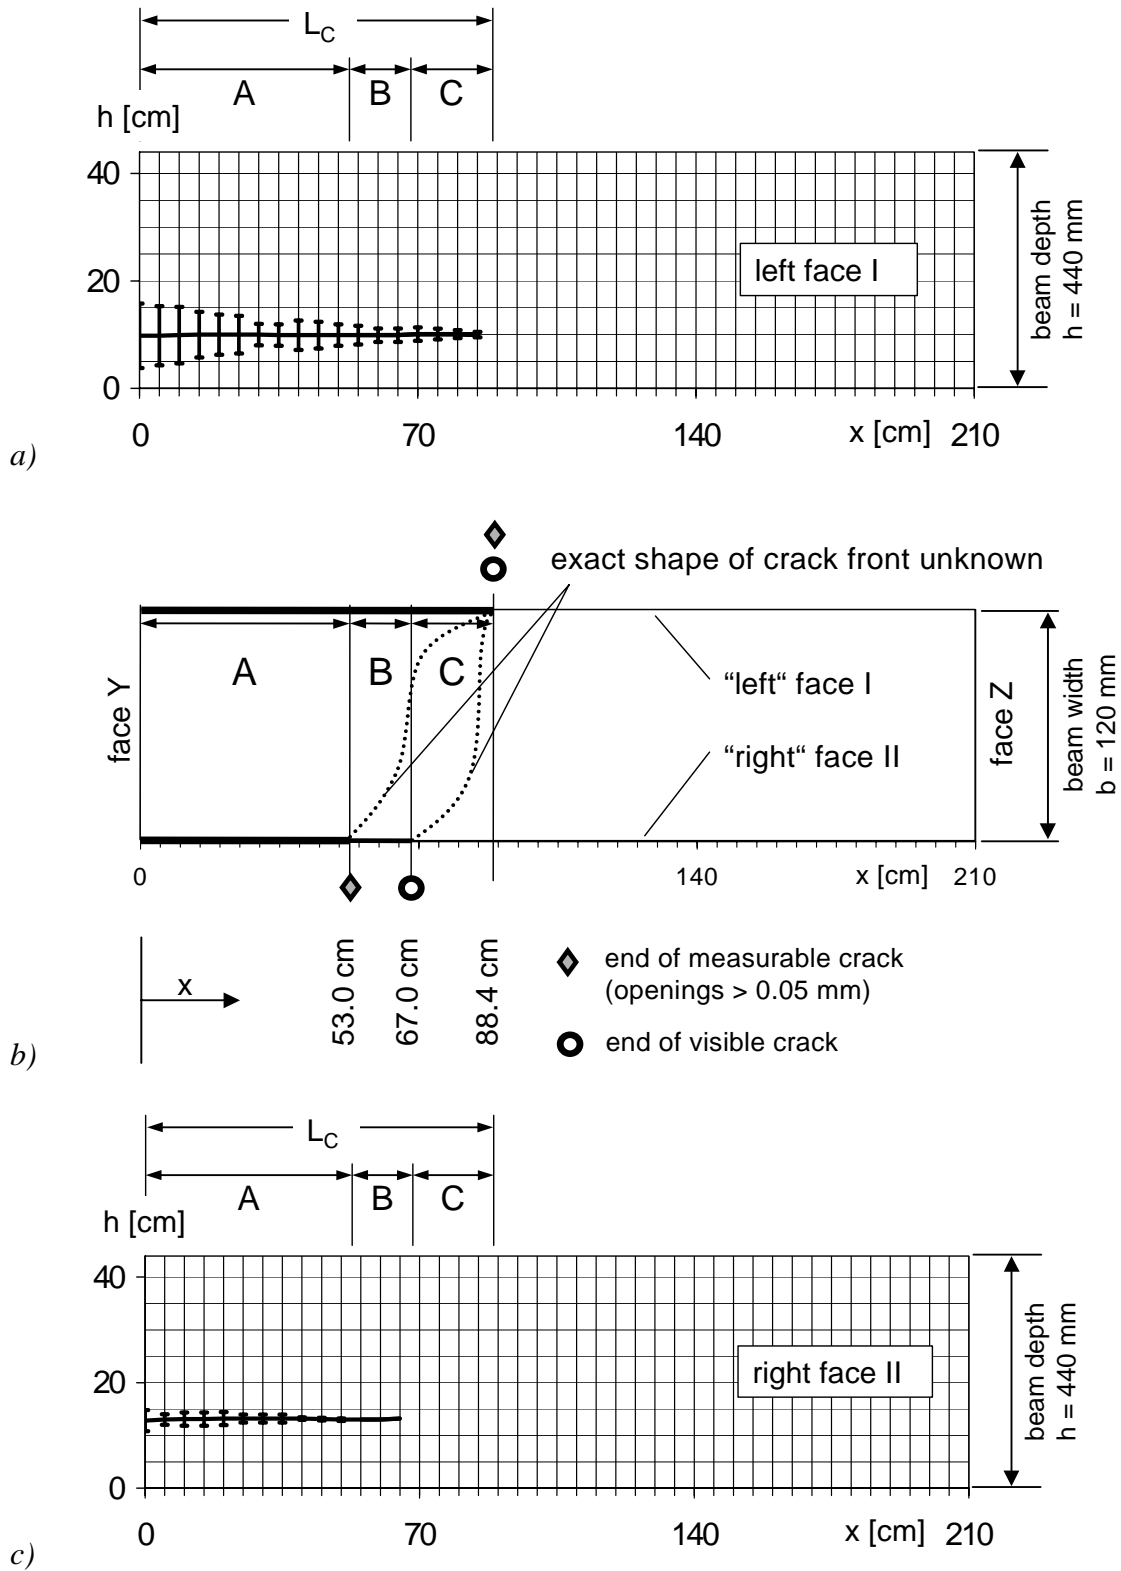 L_C
A B C
h [cm]
40
20
0
left face I
beam depth
h = 440 mm
0 70 140 x [cm] 210
a)
exact shape of crack front unknown
A B C
face Y
“left“ face I
“right“ face II
face Z
beam width
b = 120 mm
0 140 x [cm] 210
x
53.0 cm
67.0 cm
88.4 cm
end of measurable crack
(openings > 0.05 mm)
end of visible crack
b)
L_C
A B C
h [cm]
40
20
0
right face II
beam depth
h = 440 mm
0 70 140 x [cm] 210
c)